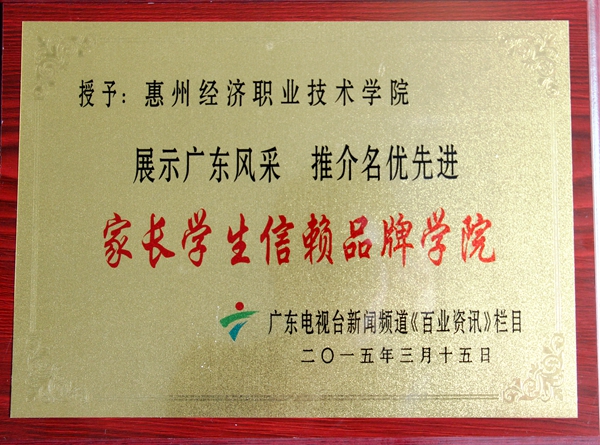 授予：惠州经济职业技术学院
展示广东风采 推介名优先进
家长学生信赖品牌学院
广东电视台新闻频道《百业资讯》栏目
二〇一五年三月十五日